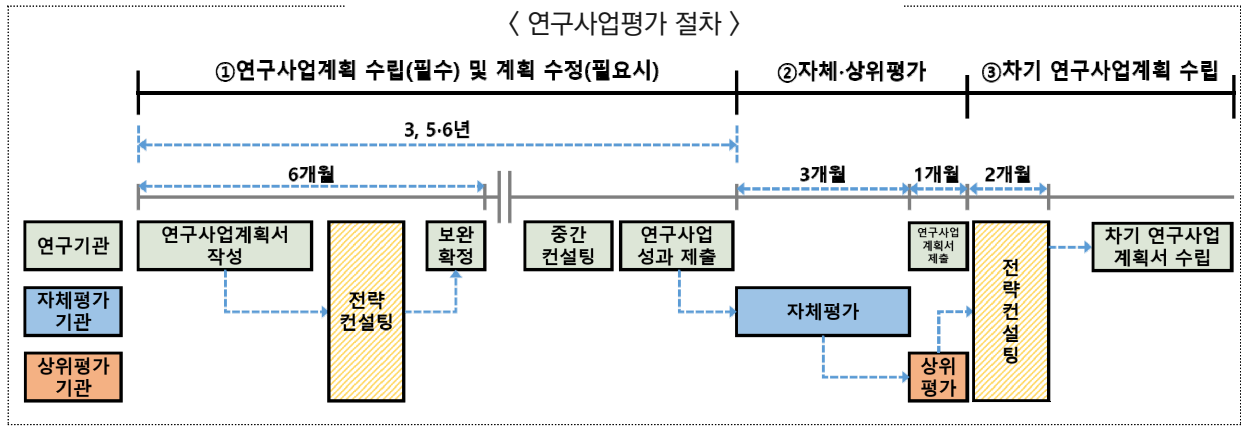 〈 연구사업평가 절차 〉
①연구사업계획 수립(필수) 및 계획 수정(필요시)
②자체·상위평가
③차기 연구사업계획 수립
3, 5·6년
6개월
3개월
1개월
2개월
연구기관
연구사업계획서
작성
보완
확정
중간
컨설팅
연구사업
성과 제출
연구사업
계획서
제출
차기 연구사업
계획서 수립
자체평가
기관
전략
컨설팅
자체평가
전
략
컨
설
팅
상위평가
기관
상위
평가